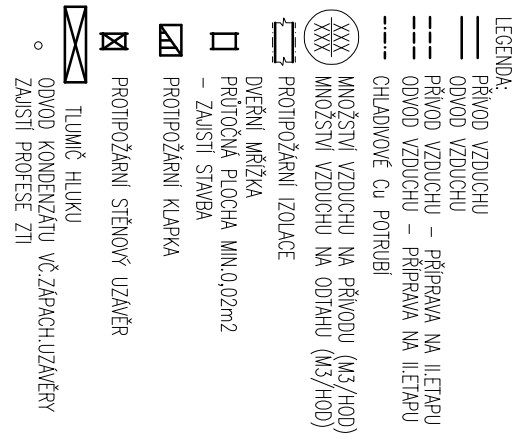 LEGENDA:
PŘÍVOD VZDUCHU
ODVOD VZDUCHU
PŘÍVOD VZDUCHU – PŘÍPRAVA NA II.ETAPU
ODVOD VZDUCHU – PŘÍPRAVA NA II.ETAPU
CHLADIVOVÉ Cu POTRUBÍ
MNOŽSTVÍ VZDUCHU NA PŘÍVODU (M3/HOD)
MNOŽSTVÍ VZDUCHU NA ODTAHU (M3/HOD)
PROTIPOŽÁRNÍ IZOLACE
DVEŘNÍ MŘÍŽKA
PRŮTOČNÁ PLOCHA MIN.0,02m2
– ZAJISTÍ STAVBA
PROTIPOŽÁRNÍ KLAPKA
PROTIPOŽÁRNÍ STĚNOVÝ UZÁVĚR
TLUMIČ HLUKU
ODVOD KONDENZÁTU VČ.ZÁPACH.UZÁVĚRY
ZAJISTÍ PROFESE ZTI